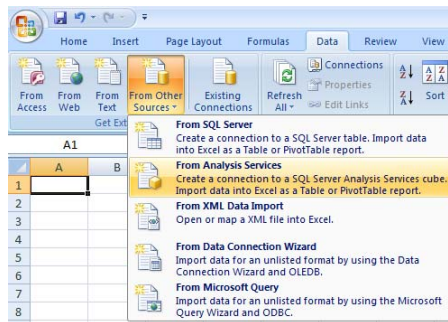 Home Insert Page Layout Formulas Data Review View
From Access From Web From Text From Other Sources Existing Connections Refresh All Connections Properties Edit Links Sort
Get Ext
A1
A B
1
2
3
4
5
6
7
8
From SQL Server
Create a connection to a SQL Server table. Import data
into Excel as a Table or PivotTable report.
From Analysis Services
Create a connection to a SQL Server Analysis Services cube.
Import data into Excel as a Table or PivotTable report.
From XML Data Import
Open or map a XML file into Excel.
From Data Connection Wizard
Import data for an unlisted format by using the Data
Connection Wizard and OLEDB.
From Microsoft Query
Import data for an unlisted format by using the Microsoft
Query Wizard and ODBC.